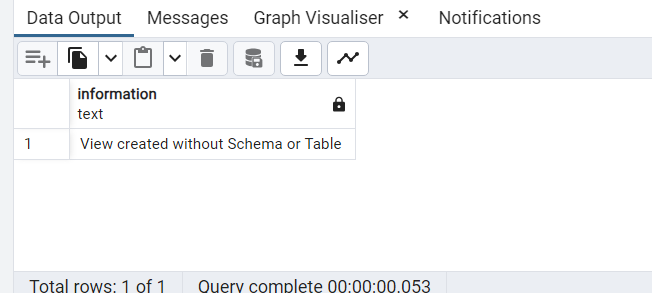 Data Output Messages Graph Visualiser × Notifications
information
text
1 View created without Schema or Table
Total rows: 1 of 1 Query complete 00:00:00.053